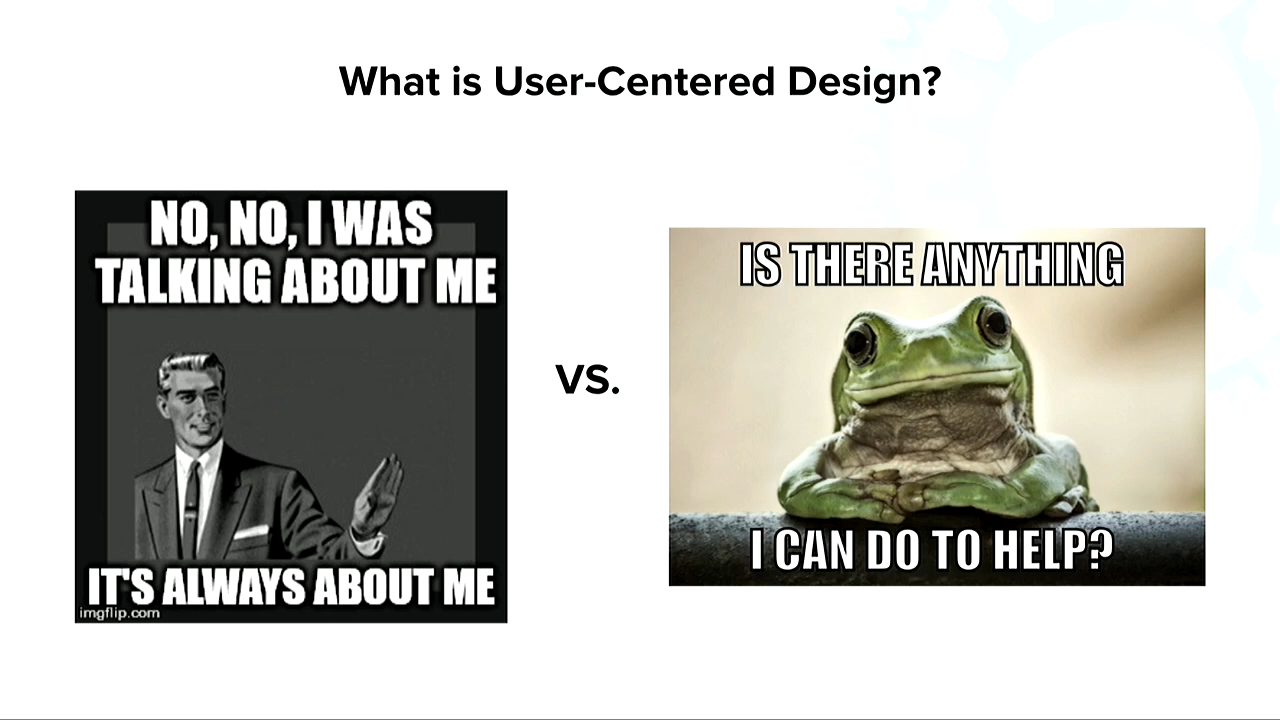 What is User-Centered Design?
NO, NO, I WAS
TALKING ABOUT ME
IT'S ALWAYS ABOUT ME
imgflip.com
VS.
IS THERE ANYTHING
I CAN DO TO HELP?